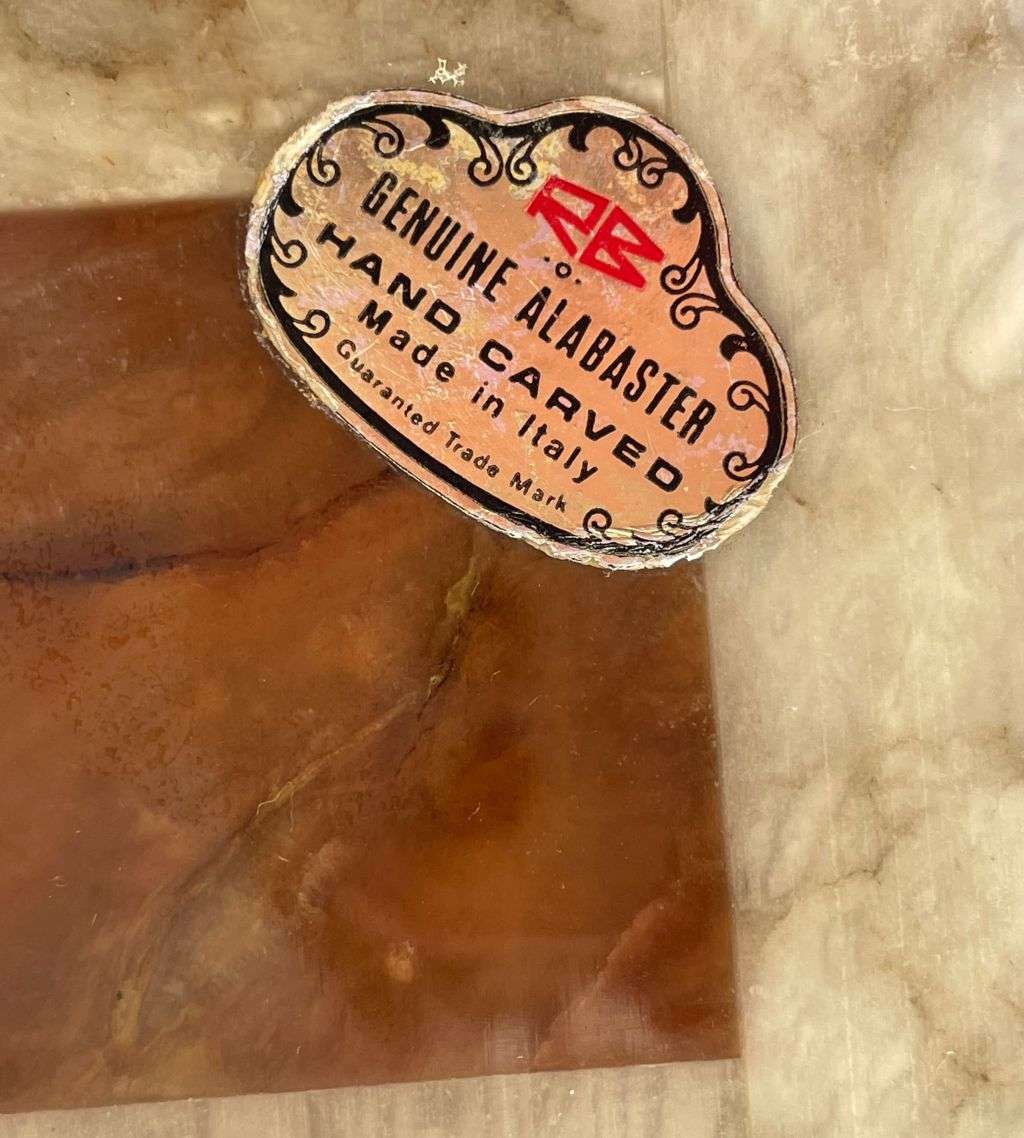 RB
GENUINE ALABASTER
HAND CARVED
Made in Italy
Guaranted Trade Mark